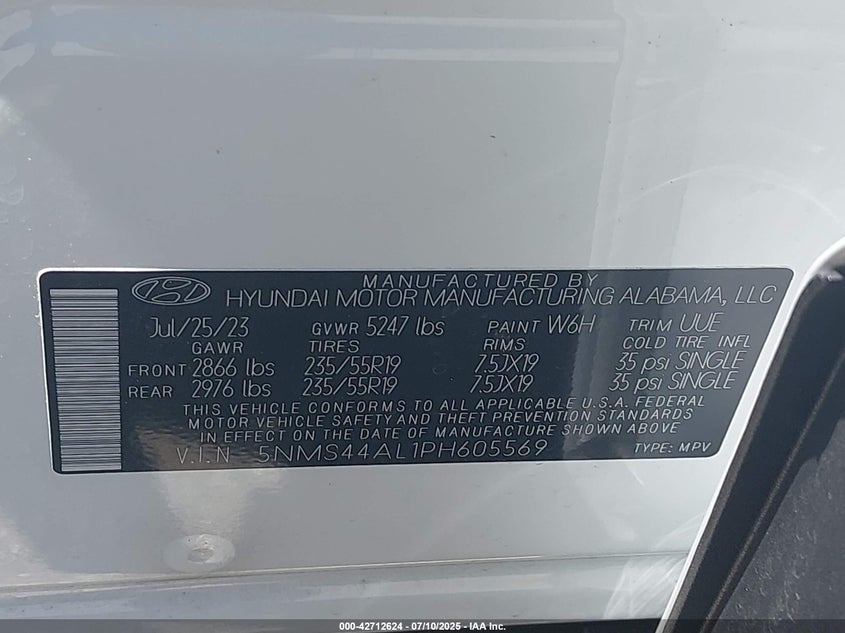 MANUFACTURED BY
HYUNDAI MOTOR MANUFACTURING ALABAMA, LLC
Jul/25/23 GVWR 5247 lbs PAINT W6H TRIM UUE
GAWR TIRES RIMS COLD TIRE INFL
FRONT 2866 lbs 235/55R19 7.5JX19 35 psi SINGLE
REAR 2976 lbs 235/55R19 7.5JX19 35 psi SINGLE
THIS VEHICLE CONFORMS TO ALL APPLICABLE U.S.A. FEDERAL
MOTOR VEHICLE SAFETY AND THEFT PREVENTION STANDARDS
IN EFFECT ON THE DATE OF MANUFACTURE SHOWN ABOVE
V.I.N 5NMS44AL1PH605569 TYPE: MPV
000-42712624 - 07/10/2025 - IAA Inc.